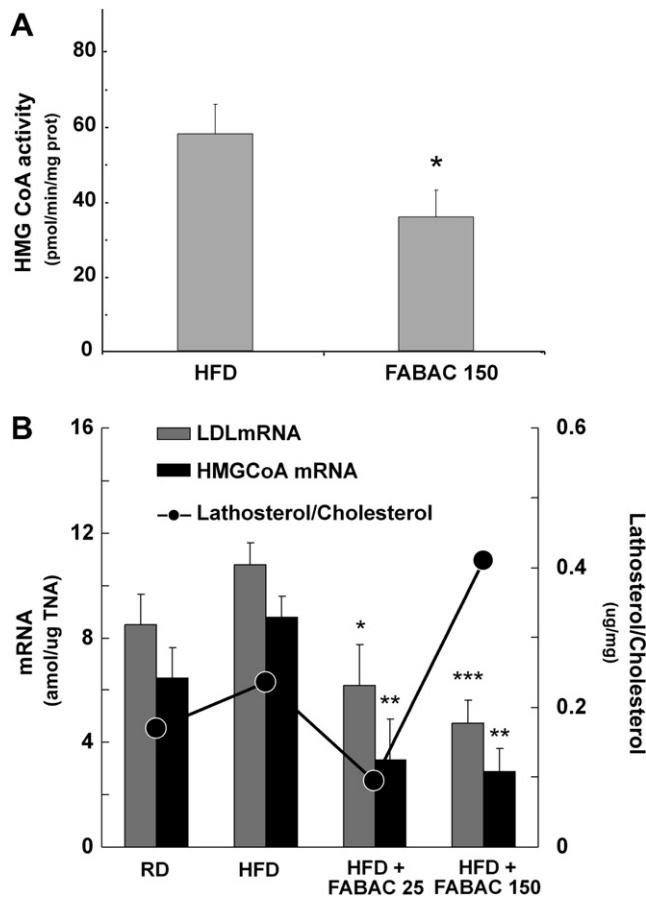 A
HMG CoA activity
(pmol/min/mg prot)
80
60
40
20
0
*
HFD
FABAC 150
B
mRNA
(amol/ug TNA)
16
12
8
4
0
LDLmRNA
HMGCoA mRNA
Lathosterol/Cholesterol
*
**
***
**
0.6
0.4
0.2
0
Lathosterol/Cholesterol
(ug/mg)
RD
HFD
HFD +
FABAC 25
HFD +
FABAC 150